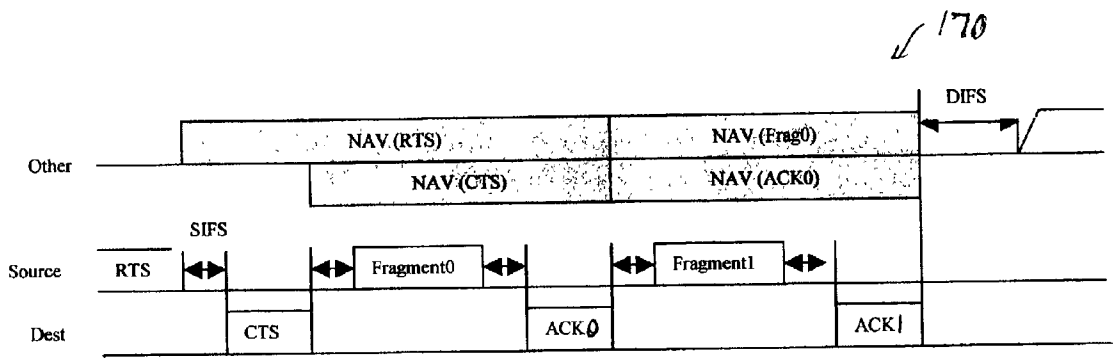 170
DIFS
NAV (RTS) NAV (Frag0)
Other
NAV (CTS) NAV (ACK0)
SIFS
Source RTS Fragment0 Fragment1
Dest CTS ACK0 ACK1